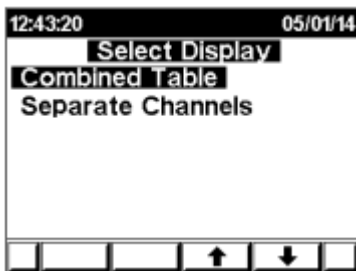 12:43:20 05/01/14
Select Display
Combined Table
Separate Channels